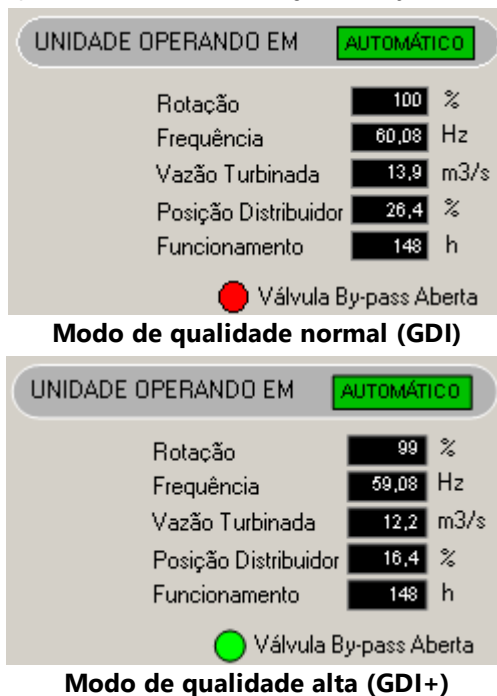 UNIDADE OPERANDO EM AUTOMÁTICO
Rotação 100 %
Frequência 60,08 Hz
Vazão Turbinada 13,9 m3/s
Posição Distribuidor 26,4 %
Funcionamento 148 h
Válvula By-pass Aberta
Modo de qualidade normal (GDI)
UNIDADE OPERANDO EM AUTOMÁTICO
Rotação 99 %
Frequência 59,08 Hz
Vazão Turbinada 12,2 m3/s
Posição Distribuidor 16,4 %
Funcionamento 148 h
Válvula By-pass Aberta
Modo de qualidade alta (GDI+)